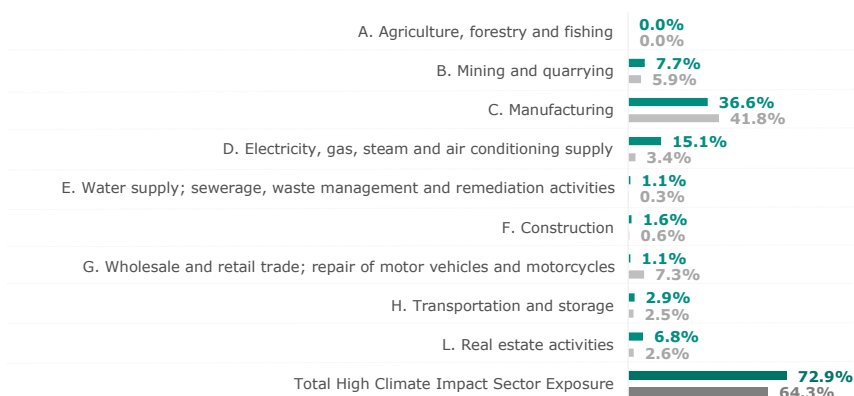 A. Agriculture, forestry and fishing
0.0%
0.0%
B. Mining and quarrying
7.7%
5.9%
C. Manufacturing
36.6%
41.8%
D. Electricity, gas, steam and air conditioning supply
15.1%
3.4%
E. Water supply; sewerage, waste management and remediation activities
1.1%
0.3%
F. Construction
1.6%
0.6%
G. Wholesale and retail trade; repair of motor vehicles and motorcycles
1.1%
7.3%
H. Transportation and storage
2.9%
2.5%
L. Real estate activities
6.8%
2.6%
Total High Climate Impact Sector Exposure
72.9%
64.3%